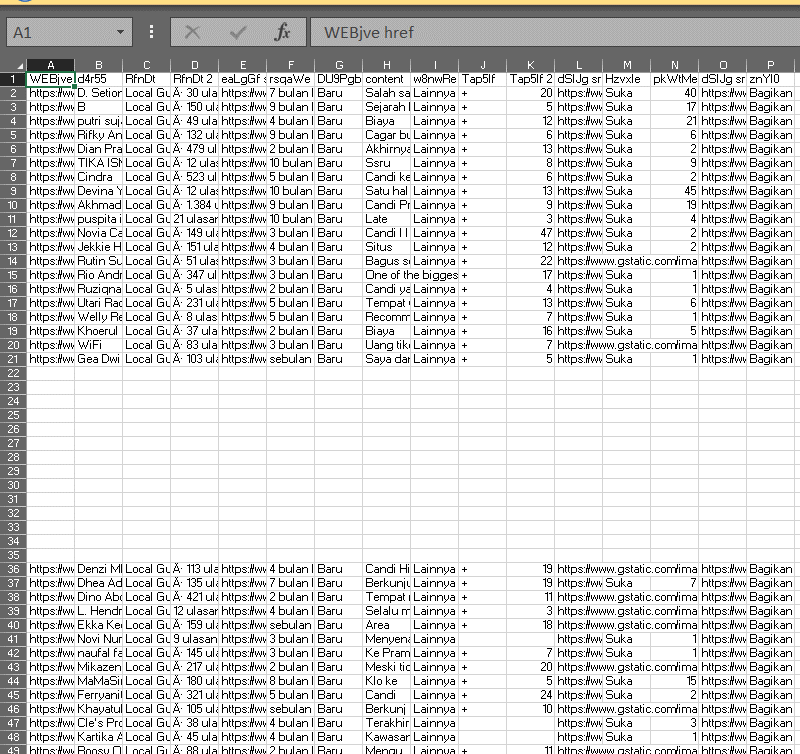 A1 fx WEBjve href
A B C D E F G H I J K L M N O P
1 WEBjve d4r55 RfnDt RfnDt 2 eaLgGf s rsqaWe DU9Pgb content w8nwRe Tap5If Tap5If 2 dSIJg sr Hzvxle pkWtMe dSIJg sr znYl0
2 https://ww D. Setion Local Gu Â· 30 ula https://ww 7 bulan l Baru Salah sa Lainnya + 20 https://ww Suka 40 https://ww Bagikan
3 https://ww B Local Gu Â· 150 ula https://ww 9 bulan l Baru Sejarah l Lainnya + 5 https://ww Suka 17 https://ww Bagikan
4 https://ww putri suj Local Gu Â· 49 ula https://ww 4 bulan l Baru Biaya Lainnya + 12 https://ww Suka 21 https://ww Bagikan
5 https://ww Rifky An Local Gu Â· 132 ula https://ww 9 bulan l Baru Cagar bu Lainnya + 6 https://ww Suka 6 https://ww Bagikan
6 https://ww Dian Pra Local Gu Â· 479 ul https://ww 2 bulan l Baru Akhirnya Lainnya + 13 https://ww Suka 2 https://ww Bagikan
7 https://ww TIKA ISN Local Gu Â· 12 ulas https://ww 10 bulan Baru Ssru Lainnya + 8 https://ww Suka 9 https://ww Bagikan
8 https://ww Cindra Local Gu Â· 523 ul https://ww 5 bulan l Baru Candi ke Lainnya + 6 https://ww Suka 2 https://ww Bagikan
9 https://ww Devina Y Local Gu Â· 12 ulas https://ww 10 bulan Baru Satu hal Lainnya + 13 https://ww Suka 45 https://ww Bagikan
10 https://ww Akhmad Local Gu Â· 1.384 u https://ww 9 bulan l Baru Candi Pr Lainnya + 9 https://ww Suka 19 https://ww Bagikan
11 https://ww puspita i Local Gu 21 ulasar https://ww 10 bulan Baru Late Lainnya + 3 https://ww Suka 4 https://ww Bagikan
12 https://ww Novia Ca Local Gu Â· 149 ula https://ww 3 bulan l Baru Candi I l Lainnya + 47 https://ww Suka 2 https://ww Bagikan
13 https://ww Jekkie H Local Gu Â· 151 ula https://ww 4 bulan l Baru Situs Lainnya + 12 https://ww Suka 2 https://ww Bagikan
14 https://ww Rutin Su Local Gu Â· 51 ulas https://ww 3 bulan l Baru Bagus se Lainnya + 22 https://www.gstatic.com/ima https://ww Bagikan
15 https://ww Rio Andr Local Gu Â· 347 ul https://ww 3 bulan l Baru One of the bigges + 17 https://ww Suka 1 https://ww Bagikan
16 https://ww Ruziqna Local Gu Â· 5 ulas https://ww 2 bulan l Baru Candi ya Lainnya + 4 https://ww Suka 1 https://ww Bagikan
17 https://ww Utari Rac Local Gu Â· 231 ul https://ww 5 bulan l Baru Tempat Lainnya + 13 https://ww Suka 6 https://ww Bagikan
18 https://ww Welly Re Local Gu Â· 8 ulas https://ww 5 bulan l Baru Recomm Lainnya + 7 https://ww Suka 1 https://ww Bagikan
19 https://ww Khoerul Local Gu Â· 37 ula https://ww 2 bulan l Baru Biaya Lainnya + 16 https://ww Suka 5 https://ww Bagikan
20 https://ww WiFi Local Gu Â· 83 ula https://ww 3 bulan l Baru Uang tik Lainnya + 7 https://www.gstatic.com/ima https://ww Bagikan
21 https://ww Gea Dwi Local Gu Â· 103 ul https://ww sebulan Baru Saya dar Lainnya + 5 https://ww Suka 1 https://ww Bagikan
22
23
24
25
26
27
28
29
30
31
32
33
34
35
36 https://ww Denzi Mł Local Gu Â· 113 ul https://ww 4 bulan l Baru Candi Hi Lainnya + 19 https://www.gstatic.com/ima https://ww Bagikan
37 https://ww Dhea Ad Local Gu Â· 135 ula https://ww 7 bulan l Baru Berkunju Lainnya + 19 https://ww Suka 7 https://ww Bagikan
38 https://ww Dino Abo Local Gu Â· 421 ul https://ww 2 bulan l Baru Tempat Lainnya + 11 https://www.gstatic.com/ima https://ww Bagikan
39 https://ww L. Hendr Local Gu 12 ulasan https://ww 4 bulan l Baru Selalu m Lainnya + 3 https://www.gstatic.com/ima https://ww Bagikan
40 https://ww Ekka Kee Local Gu Â· 159 ul https://ww sebulan Baru Area Lainnya + 18 https://www.gstatic.com/ima https://ww Bagikan
41 https://ww Novi Nur Local Gu 9 ulasan https://ww 3 bulan l Baru Menyena Lainnya https://ww Suka 1 https://ww Bagikan
42 https://ww naufal fa Local Gu Â· 145 ula https://ww 3 bulan l Baru Ke Pram Lainnya + 7 https://ww Suka 1 https://ww Bagikan
43 https://ww Mikazen Local Gu Â· 217 ul https://ww 2 bulan l Baru Meski tic Lainnya + 20 https://www.gstatic.com/ima https://ww Bagikan
44 https://ww MaMaSi Local Gu Â· 180 ul https://ww 8 bulan l Baru Klo ke Lainnya + 5 https://ww Suka 15 https://ww Bagikan
45 https://ww Ferryanit Local Gu Â· 321 ul https://ww 5 bulan l Baru Candi Lainnya + 24 https://ww Suka 2 https://ww Bagikan
46 https://ww Khayatul Local Gu Â· 105 ul https://ww sebulan Baru Berkunj Lainnya + 10 https://www.gstatic.com/ima https://ww Bagikan
47 https://ww Cle's Pro Local Gu Â· 38 ula https://ww 4 bulan l Baru Terakhir Lainnya https://ww Suka 3 https://ww Bagikan
48 https://ww Kartika A Local Gu Â· 45 ula https://ww 4 bulan l Baru Kawasar Lainnya https://ww Suka 1 https://ww Bagikan
49 https://ww Local Gu Â· 88 ula https://ww 2 bulan l Baru Mengu Lainnya + 11 https://www.gstatic.com/ima https://ww Bagikan